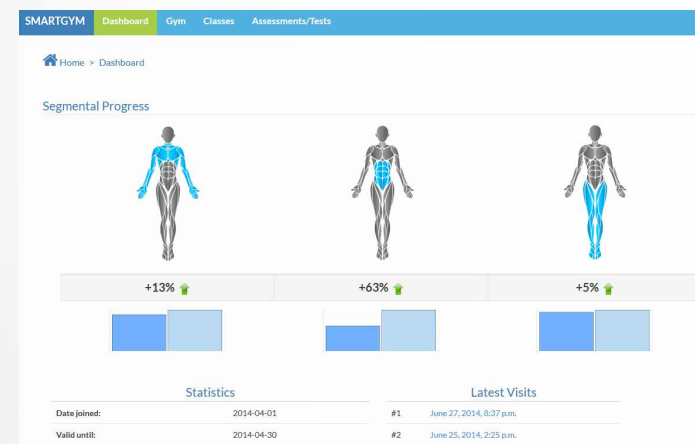 SMARTGYM Dashboard Gym Classes Assessments/Tests
Home > Dashboard
Segmental Progress
+13% +63% +5%
Statistics Latest Visits
Date joined: 2014-04-01 #1 June 27, 2014, 8:37 p.m.
Valid until: 2014-04-30 #2 June 25, 2014, 2:25 p.m.